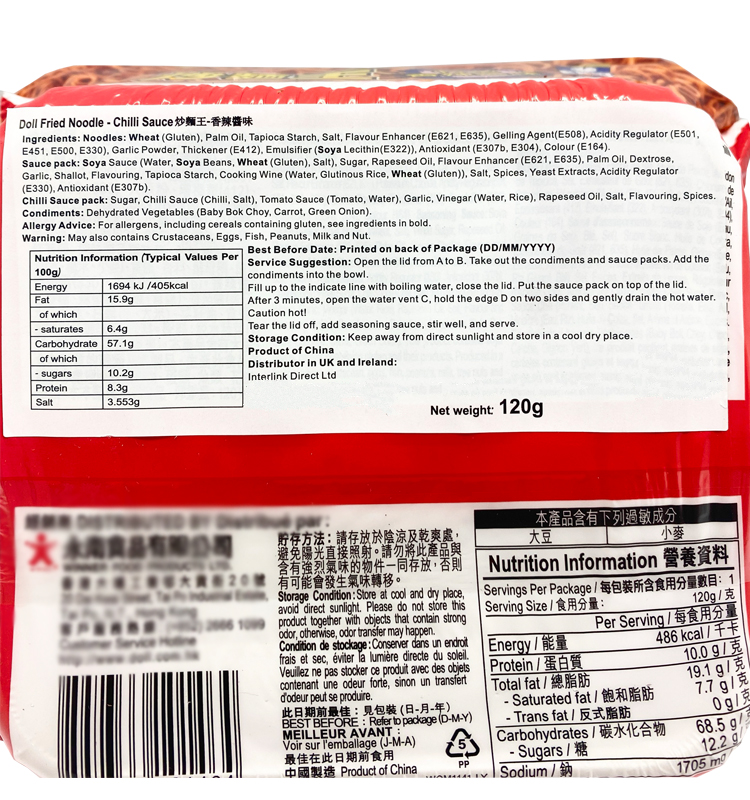 Doll Fried Noodle - Chilli Sauce 炒麵王-香辣醬味
Ingredients: Noodles: Wheat (Gluten), Palm Oil, Tapioca Starch, Salt, Flavour Enhancer (E621, E635), Gelling Agent(E508), Acidity Regulator (E501,
E451, E500, E330), Garlic Powder, Thickener (E412), Emulsifier (Soya Lecithin(E322)), Antioxidant (E307b, E304), Colour (E164).
Sauce pack: Soya Sauce (Water, Soya Beans, Wheat (Gluten), Salt), Sugar, Rapeseed Oil, Flavour Enhancer (E621, E635), Palm Oil, Dextrose,
Garlic, Shallot, Flavouring, Tapioca Starch, Cooking Wine (Water, Glutinous Rice, Wheat (Gluten)), Salt, Spices, Yeast Extracts, Acidity Regulator
(E330), Antioxidant (E307b).
Chilli Sauce pack: Sugar, Chilli Sauce (Chilli, Salt), Tomato Sauce (Tomato, Water), Garlic, Vinegar (Water, Rice), Rapeseed Oil, Salt, Flavouring, Spices.
Condiments: Dehydrated Vegetables (Baby Bok Choy, Carrot, Green Onion).
Allergy Advice: For allergens, including cereals containing gluten, see ingredients in bold.
Warning: May also contains Crustaceans, Eggs, Fish, Peanuts, Milk and Nut.
Nutrition Information (Typical Values Per
100g)
Energy 1694 kJ /405kcal
Fat 15.9g
of which
- saturates 6.4g
Carbohydrate 57.1g
of which
- sugars 10.2g
Protein 8.3g
Salt 3.553g
Best Before Date: Printed on back of Package (DD/MM/YYYY)
Service Suggestion: Open the lid from A to B. Take out the condiments and sauce packs. Add the
condiments into the bowl.
Fill up to the indicate line with boiling water, close the lid. Put the sauce pack on top of the lid.
After 3 minutes, open the water vent C, hold the edge D on two sides and gently drain the hot water.
Caution hot!
Tear the lid off, add seasoning sauce, stir well, and serve.
Storage Condition: Keep away from direct sunlight and store in a cool dry place.
Product of China
Distributor in UK and Ireland:
Interlink Direct Ltd
Net weight: 120g
貯存方法：請存放於陰涼及乾爽處，
避免陽光直接照射。請勿將此產品與
含有強烈氣味的物件一同存放，否則
有可能會發生氣味轉移。
Storage Condition:Store at cool and dry place,
avoid direct sunlight. Please do not store this
product together with objects that contain strong
odor, otherwise, odor transfer may happen.
Condition de stockage:Conserver dans un endroit
frais et sec, éviter la lumière directe du soleil.
Veuillez ne pas stocker ce produit avec des objets
contenant une odeur forte, sinon un transfert
d'odeur peut se produire.
此日期前最佳：見包裝 (日-月-年)
BEST BEFORE : Refer to package (D-M-Y)
MEILLEUR AVANT :
Voir sur l'emballage (J-M-A)
最佳在此日期前食用
中國製造 Product of China
5
PP
本產品含有下列過敏成分
大豆 小麥
Nutrition Information 營養資料
Servings Per Package / 每包裝所含食用分量數目: 1
Serving Size / 食用分量: 120g / 克
Per Serving / 每食用分量
Energy / 能量 486 kcal / 千卡
Protein / 蛋白質 10.0 g / 克
Total fat / 總脂肪 19.1 g / 克
- Saturated fat / 飽和脂肪 7.7 g / 克
- Trans fat / 反式脂肪 0 g / 克
Carbohydrates / 碳水化合物 68.5 g /
- Sugars / 糖 12.2 g
Sodium / 鈉 1705 mg